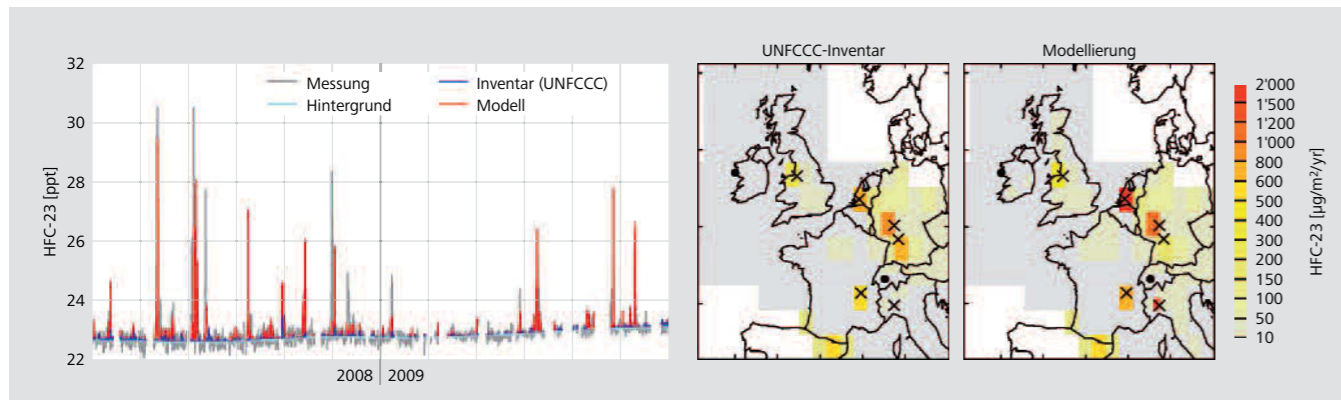 32
30
28
26
24
22
HFC-23 [ppt]
Messung
Hintergrund
Inventar (UNFCCC)
Modell
2008 2009
UNFCCC-Inventar
Modellierung
2'000
1'500
1'200
1'000
800
600
500
400
300
200
150
100
50
10
HFC-23 [µg/m²/yr]